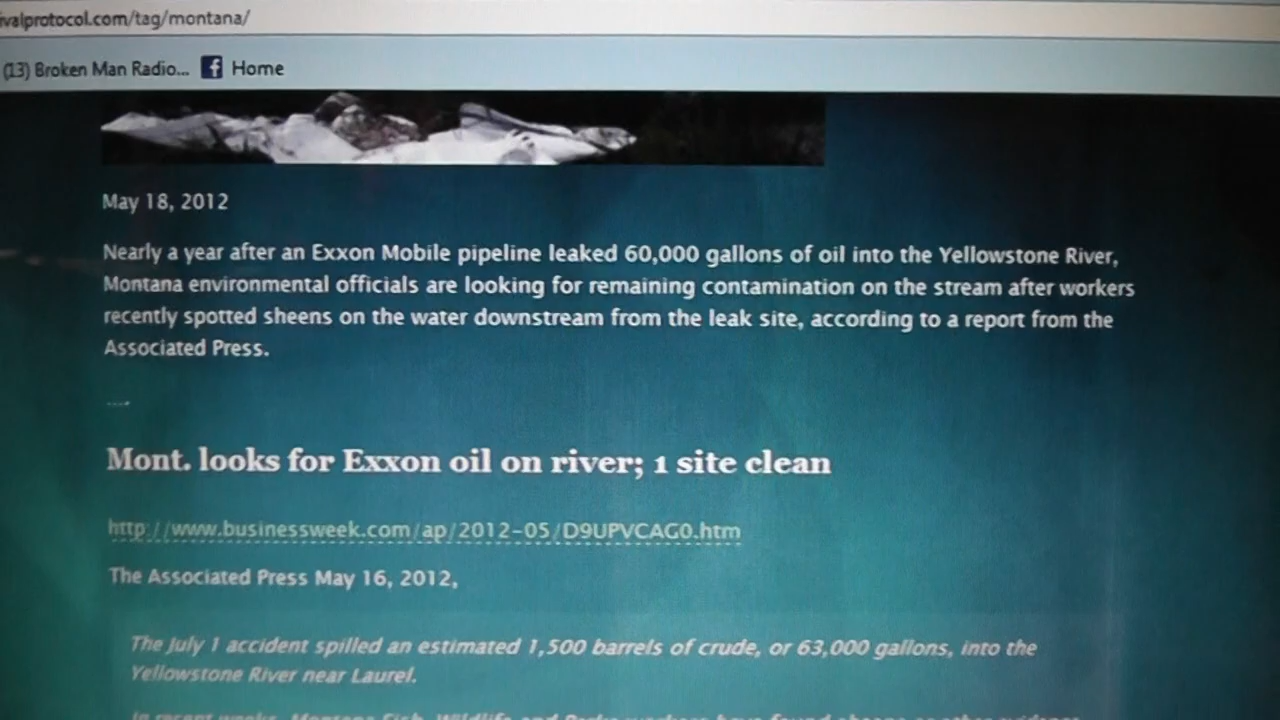 ivalprotocol.com/tag/montana/
(13) Broken Man Radio... f Home
May 18, 2012
Nearly a year after an Exxon Mobile pipeline leaked 60,000 gallons of oil into the Yellowstone River,
Montana environmental officials are looking for remaining contamination on the stream after workers
recently spotted sheens on the water downstream from the leak site, according to a report from the
Associated Press.
----
Mont. looks for Exxon oil on river; 1 site clean
http://www.businessweek.com/ap/2012-05/D9UPVCAG0.htm
The Associated Press May 16, 2012,
The July 1 accident spilled an estimated 1,500 barrels of crude, or 63,000 gallons, into the
Yellowstone River near Laurel.